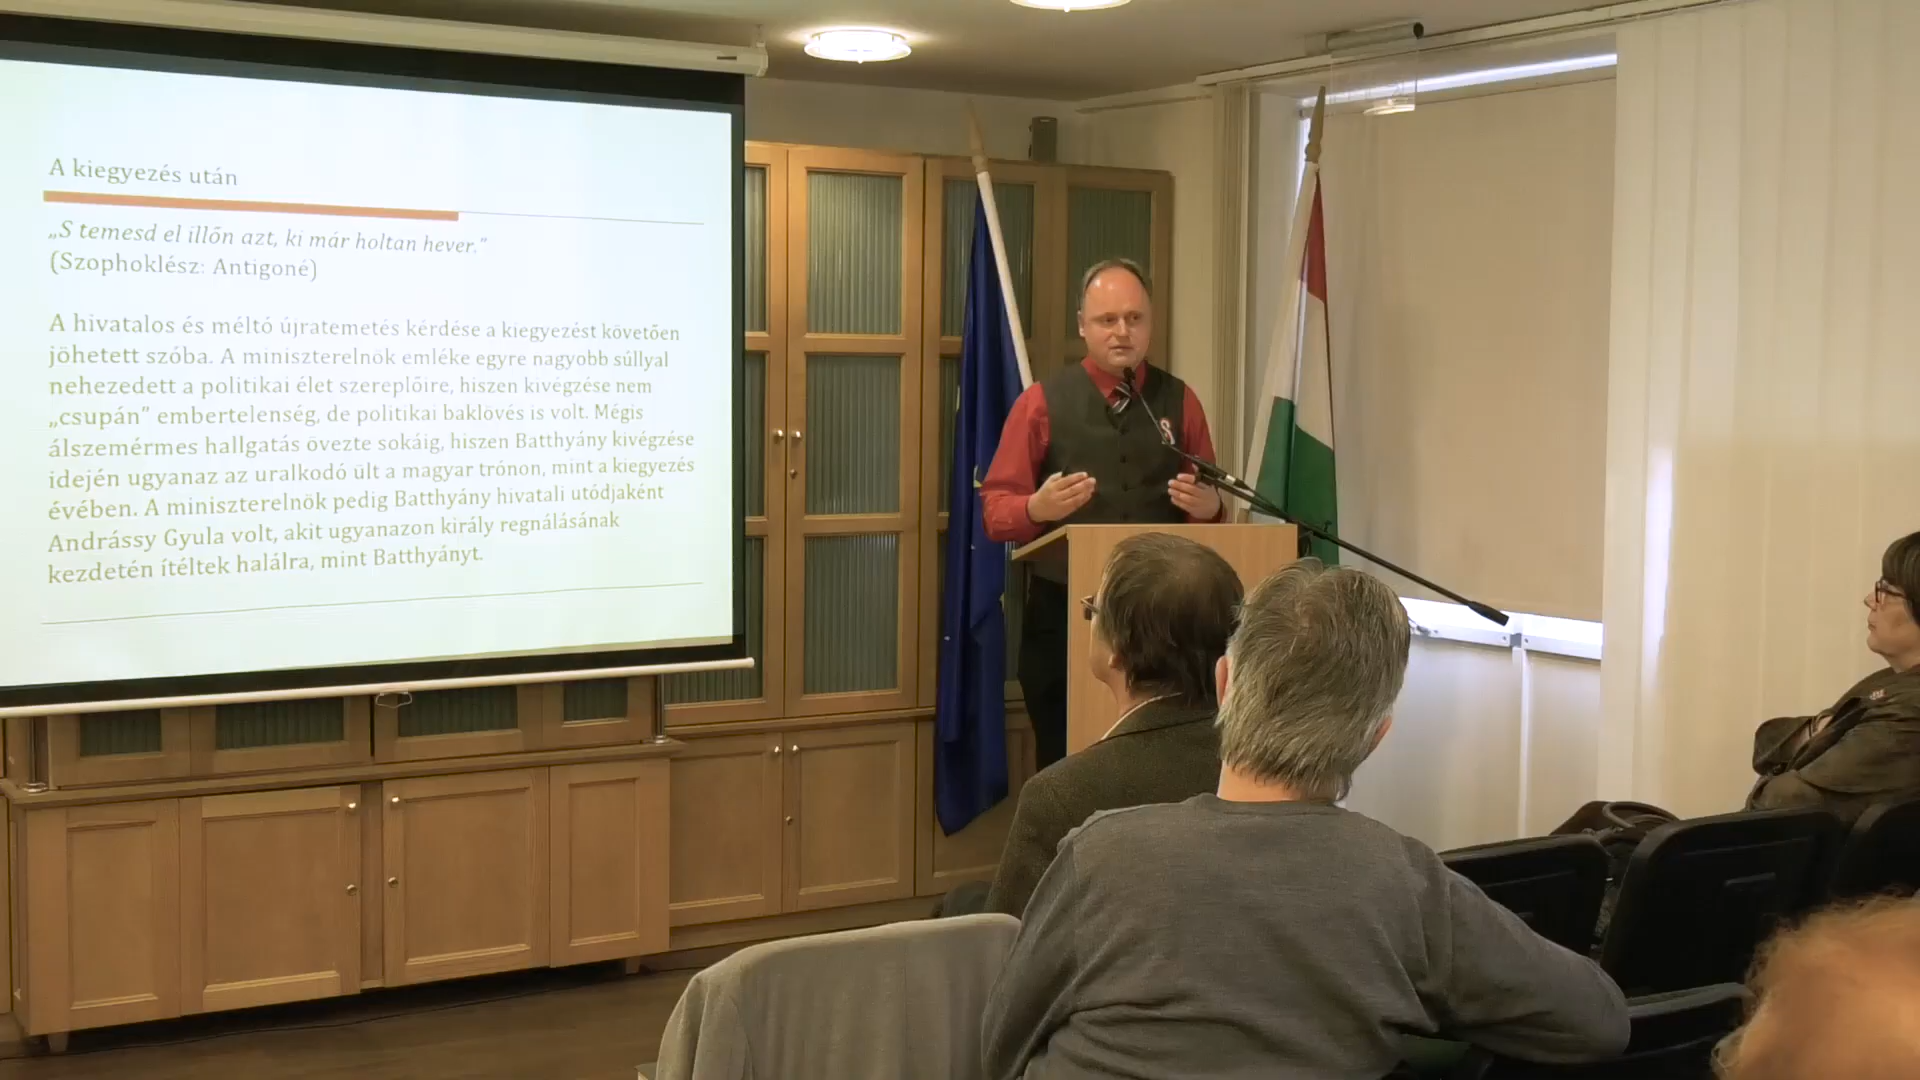 A kiegyezés után
„S temesd el illőn azt, ki már holtan hever.”
(Szophoklész: Antigoné)
A hivatalos és méltó újratemetés kérdése a kiegyezést követően
jöhetett szóba. A miniszterelnök emléke egyre nagyobb súllyal
nehezedett a politikai élet szereplőire, hiszen kivégzése nem
„csupán” embertelenség, de politikai baklövés is volt. Mégis
álszemérmes hallgatás övezte sokáig, hiszen Batthyány kivégzése
idején ugyanaz az uralkodó ült a magyar trónon, mint a kiegyezés
évében. A miniszterelnök pedig Batthyány hivatali utódjaként
Andrássy Gyula volt, akit ugyanazon király regnálásának
kezdetén ítéltek halálra, mint Batthyányt.